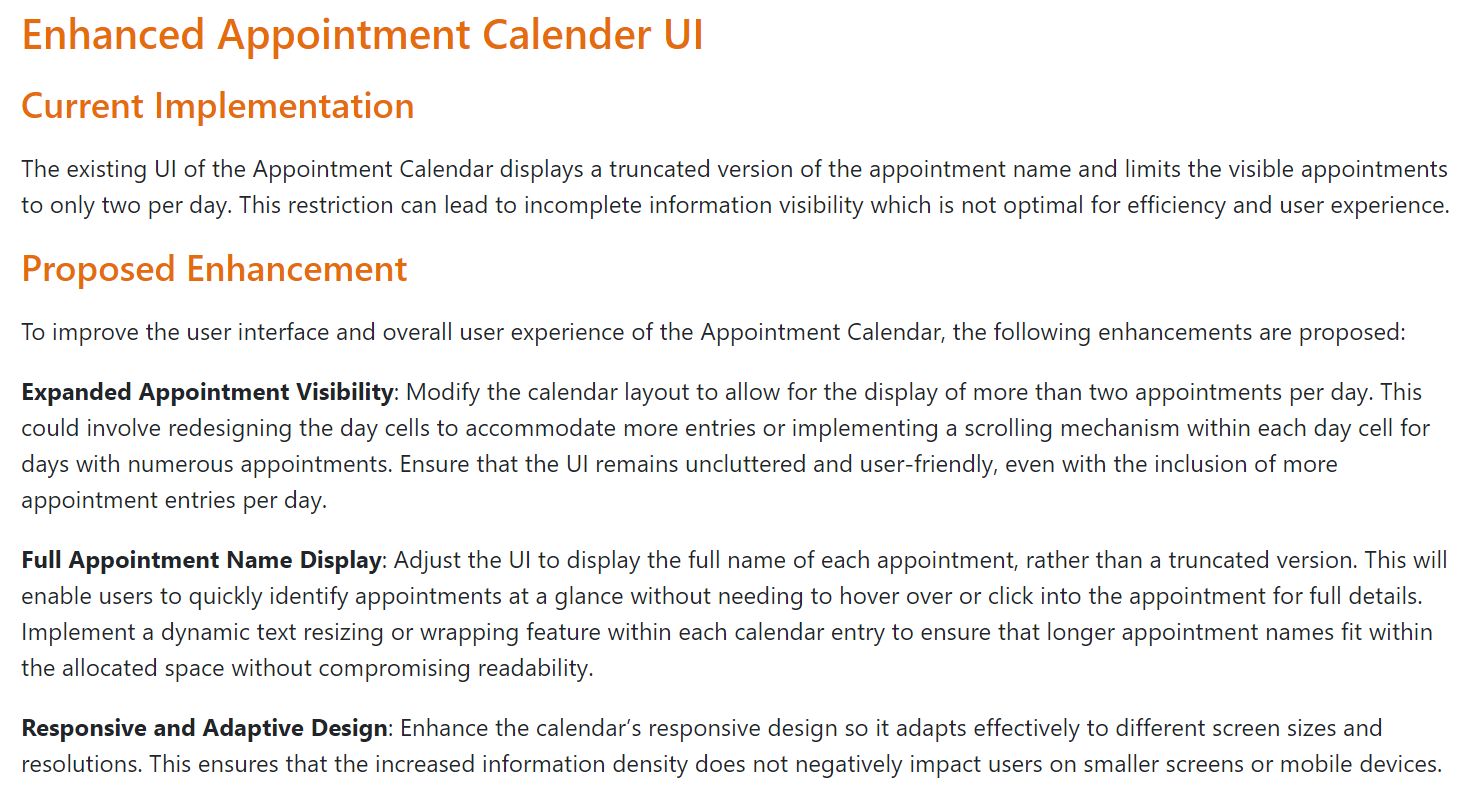 Enhanced Appointment Calender UI
Current Implementation
The existing UI of the Appointment Calendar displays a truncated version of the appointment name and limits the visible appointments
to only two per day. This restriction can lead to incomplete information visibility which is not optimal for efficiency and user experience.
Proposed Enhancement
To improve the user interface and overall user experience of the Appointment Calendar, the following enhancements are proposed:
Expanded Appointment Visibility: Modify the calendar layout to allow for the display of more than two appointments per day. This
could involve redesigning the day cells to accommodate more entries or implementing a scrolling mechanism within each day cell for
days with numerous appointments. Ensure that the UI remains uncluttered and user-friendly, even with the inclusion of more
appointment entries per day.
Full Appointment Name Display: Adjust the UI to display the full name of each appointment, rather than a truncated version. This will
enable users to quickly identify appointments at a glance without needing to hover over or click into the appointment for full details.
Implement a dynamic text resizing or wrapping feature within each calendar entry to ensure that longer appointment names fit within
the allocated space without compromising readability.
Responsive and Adaptive Design: Enhance the calendar’s responsive design so it adapts effectively to different screen sizes and
resolutions. This ensures that the increased information density does not negatively impact users on smaller screens or mobile devices.